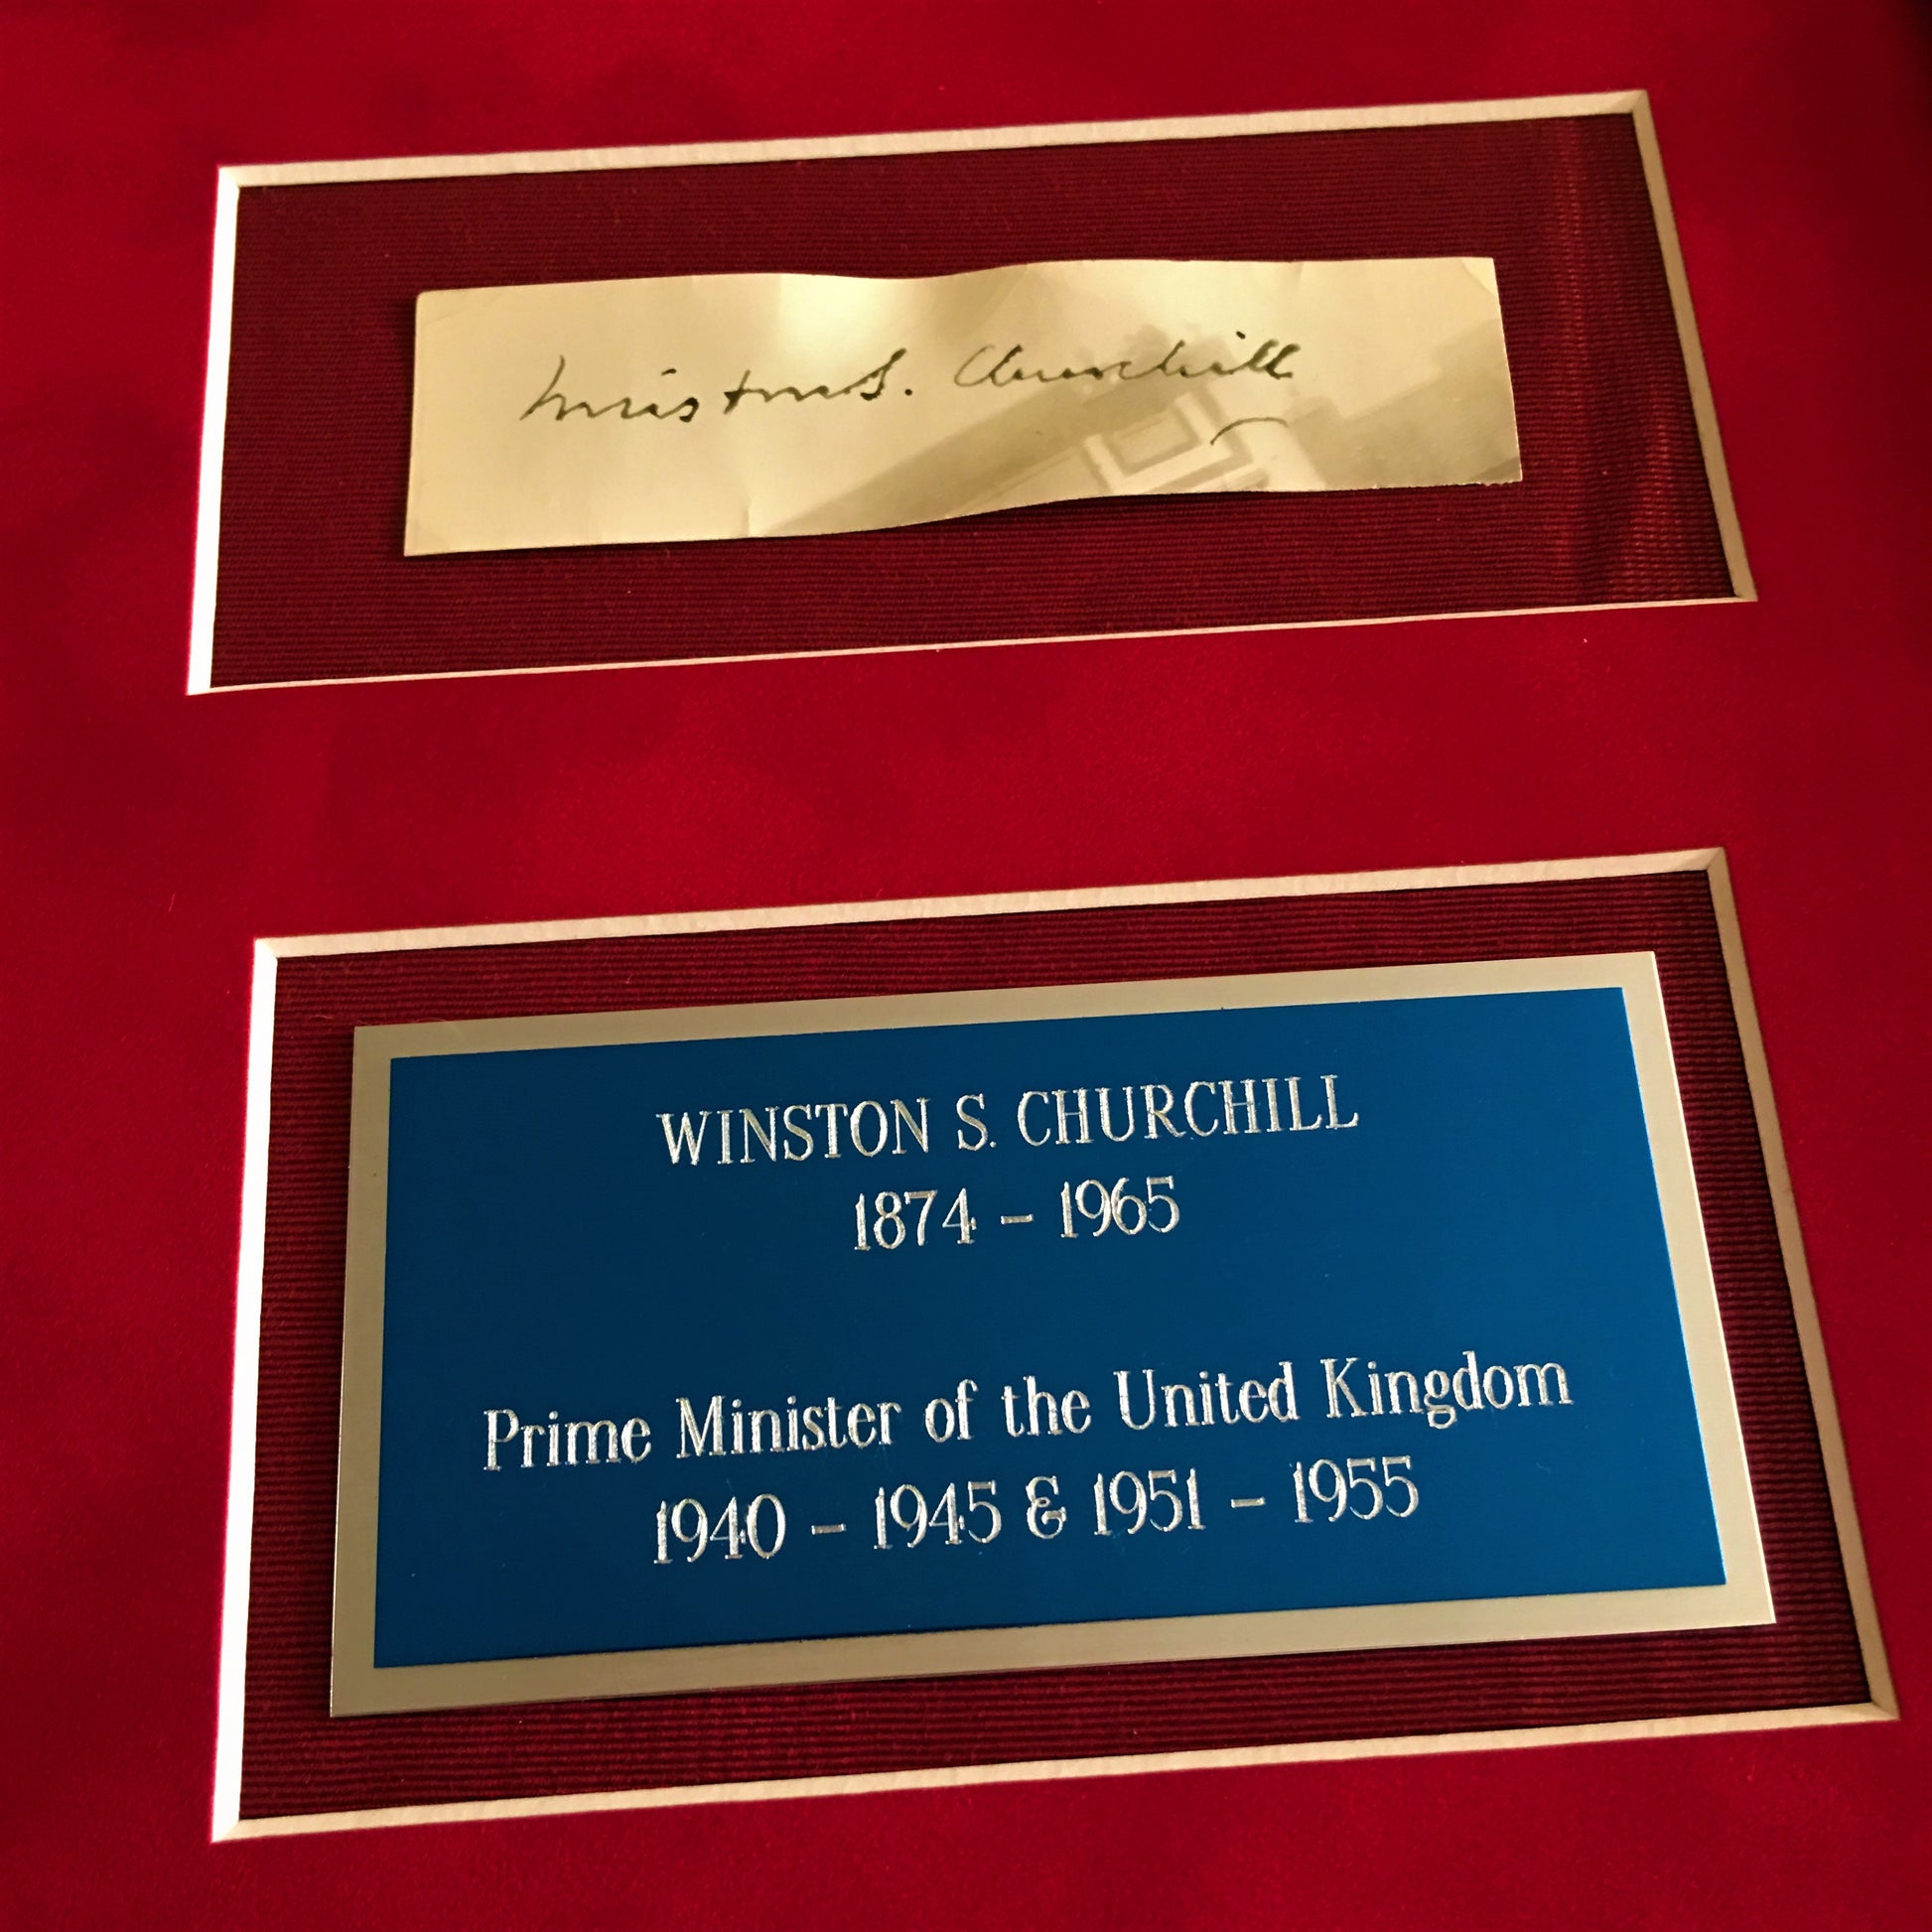 Winston S. Churchill
WINSTON S. CHURCHILL
1874 – 1965
Prime Minister of the United Kingdom
1940 – 1945 & 1951 – 1955